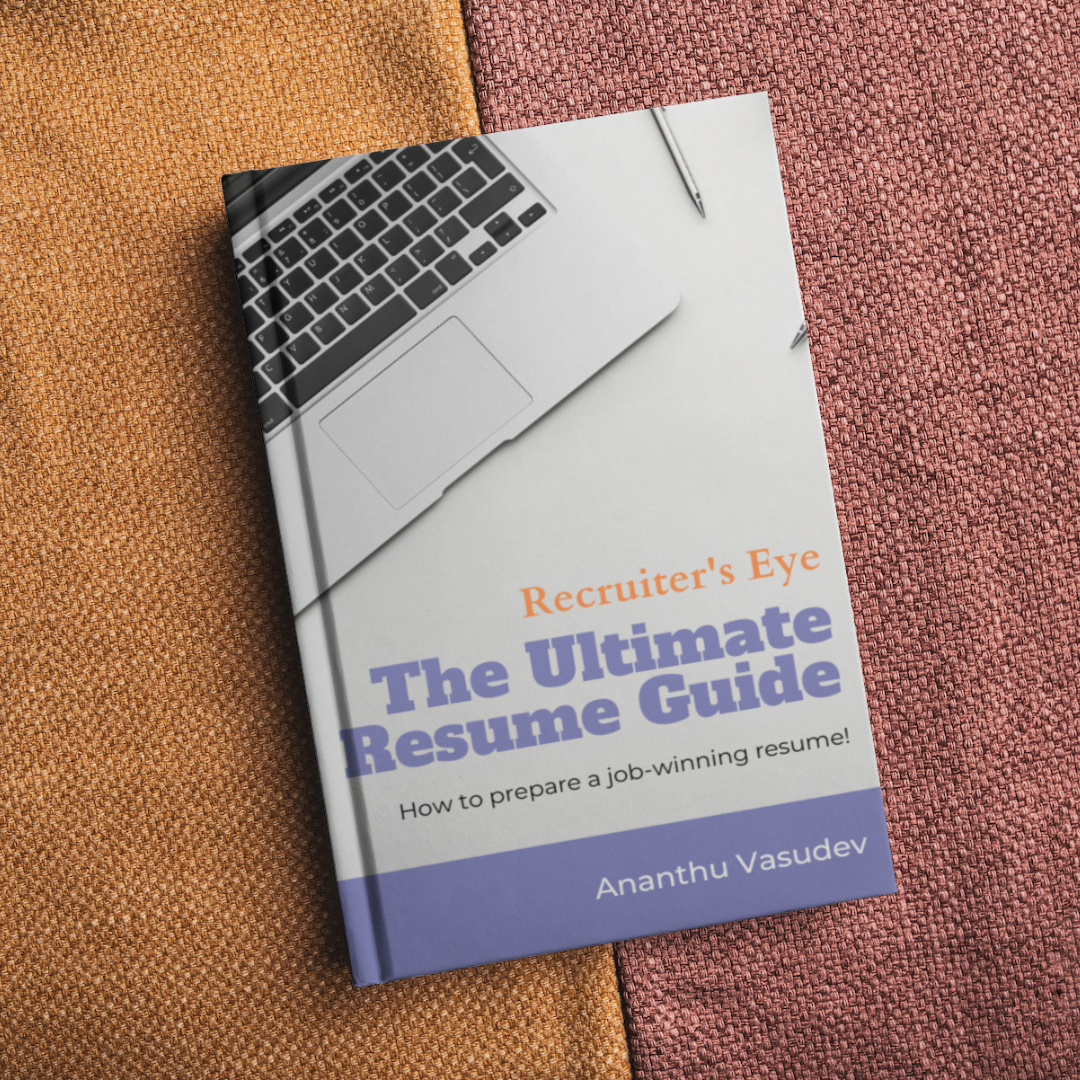 Recruiter's Eye
The Ultimate
Resume Guide
How to prepare a job-winning resume!
Ananthu Vasudev